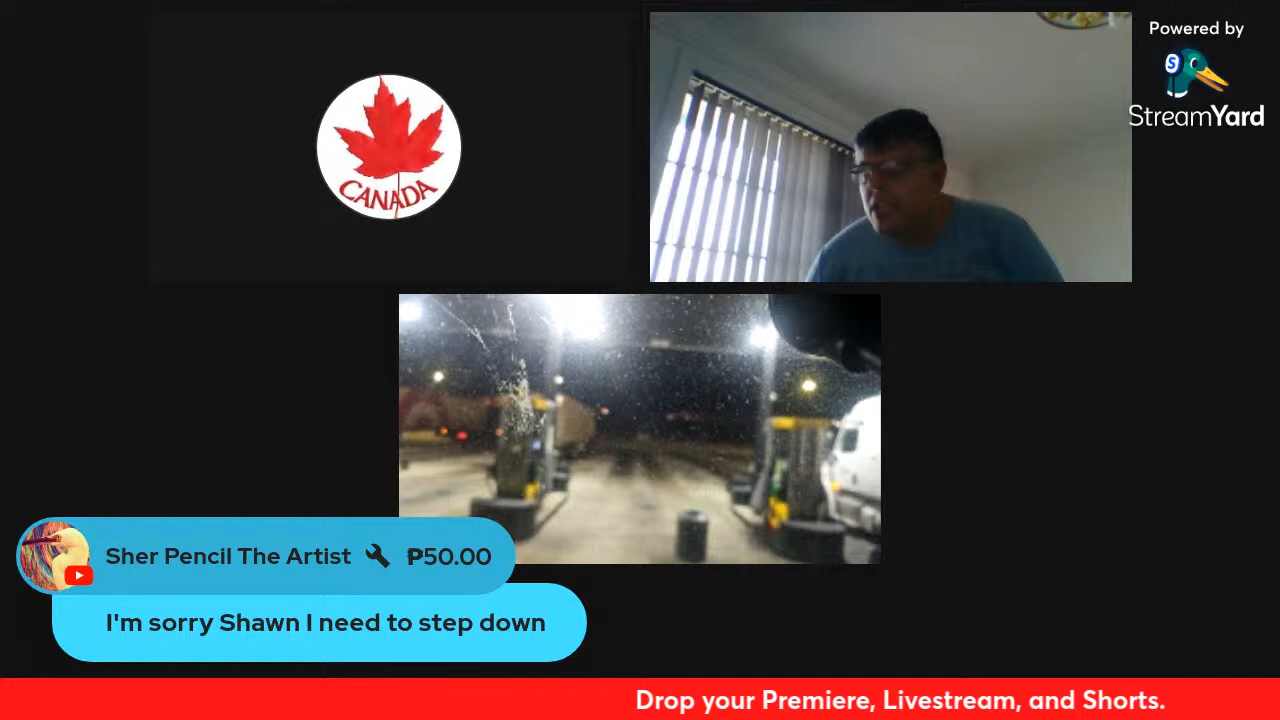 Powered by
S
StreamYard
CANADA
Sher Pencil The Artist ₱50.00
I'm sorry Shawn I need to step down
Drop your Premiere, Livestream, and Shorts.